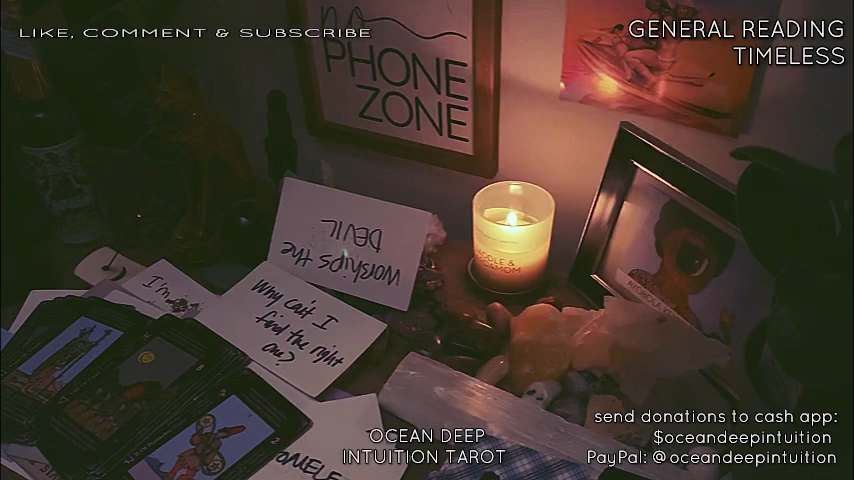 LIKE, COMMENT & SUBSCRIBE
GENERAL READING
TIMELESS
no
PHONE
ZONE
worships the
DEVIL
I'm
Why can't I
find the right
one?
OCEAN DEEP
INTUITION TAROT
send donations to cash app:
$oceandeepintuition
PayPal: @oceandeepintuition